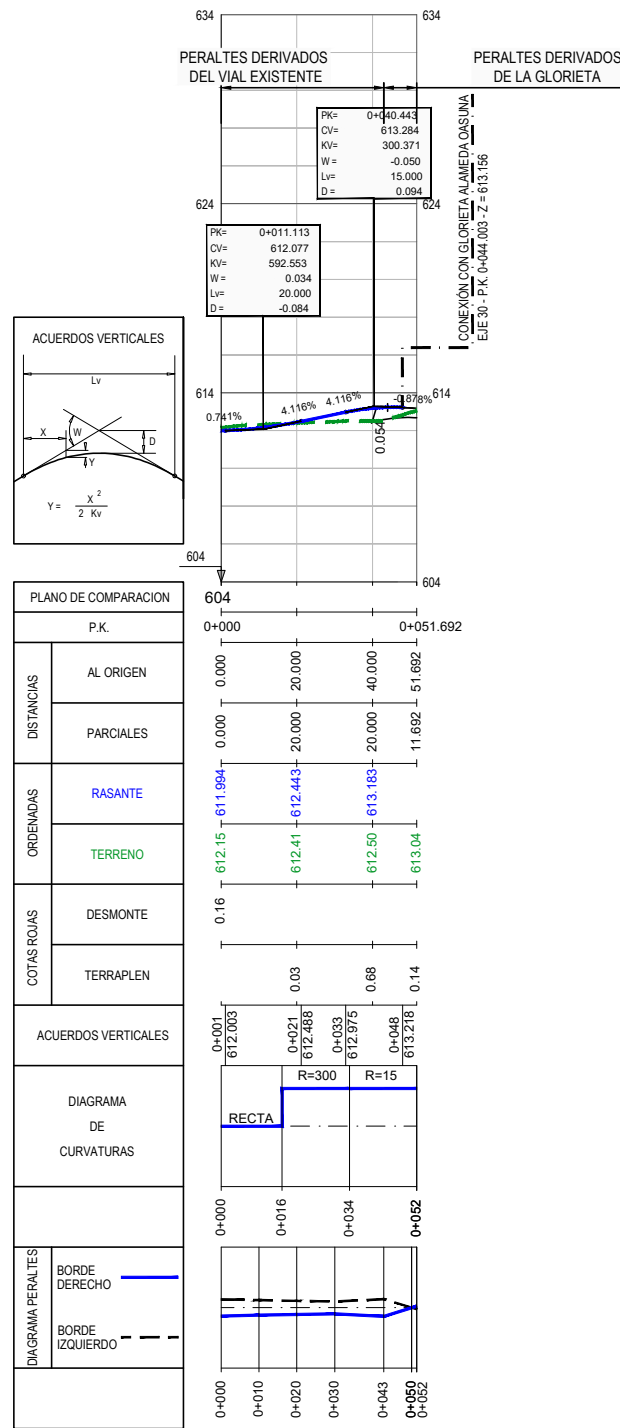 634
634
PERALTES DERIVADOS
DEL VIAL EXISTENTE
PERALTES DERIVADOS
DE LA GLORIETA
PK= 0+040.443
CV= 613.284
KV= 300.371
W = -0.050
Lv= 15.000
D = 0.094
CONEXIÓN CON GLORIETA ALAMEDA OASUNA
EJE 30 - P.K. 0+044.003 - Z = 613.156
624
624
PK= 0+011.113
CV= 612.077
KV= 592.553
W = 0.034
Lv= 20.000
D = -0.084
ACUERDOS VERTICALES
Lv
X
W
D
Y
Y = X 2
2 Kv
614
614
0.741%
4.116%
4.116%
-0.878%
0.054
604
604
PLANO DE COMPARACION
604
P.K.
0+000
0+051.692
DISTANCIAS
AL ORIGEN
0.000
20.000
40.000
51.692
PARCIALES
0.000
20.000
20.000
11.692
ORDENADAS
RASANTE
611.994
612.443
613.183
TERRENO
612.15
612.41
612.50
613.04
COTAS ROJAS
DESMONTE
0.16
TERRAPLEN
0.03
0.68
0.14
ACUERDOS VERTICALES
0+001
612.003
0+021
612.488
0+033
612.975
0+048
613.218
DIAGRAMA
DE
CURVATURAS
RECTA
R=300
R=15
0+000
0+016
0+034
0+052
DIAGRAMA PERALTES
BORDE
DERECHO
BORDE
IZQUIERDO
0+000
0+010
0+020
0+030
0+043
0+050
0+052